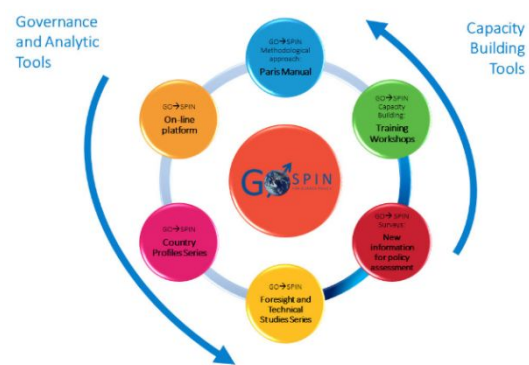 Governance
and Analytic
Tools
Capacity
Building
Tools
GO→SPIN
Methodological
approach:
Paris Manual
GO→SPIN
Capacity
Building:
Training
Workshops
GO→SPIN
Surveys:
New
information
for policy
assessment
GO→SPIN
Foresight and
Technical
Studies Series
GO→SPIN
Country
Profiles Series
GO→SPIN
On-line
platform
GO SPIN